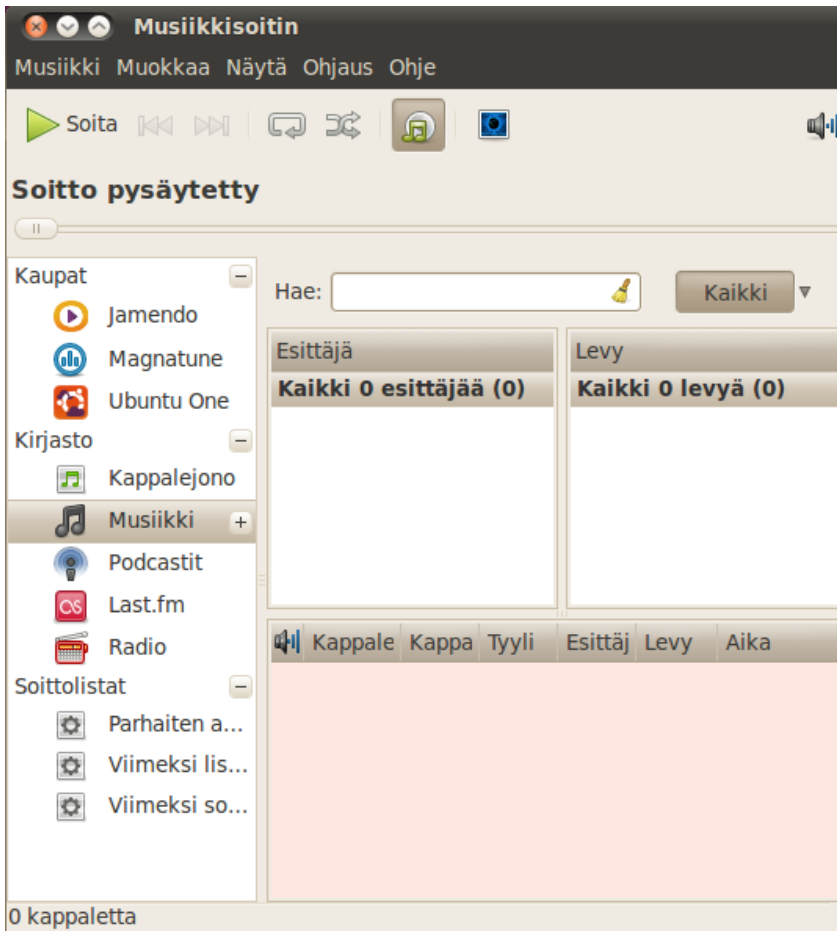 Musiikkisoitin
Musiikki Muokkaa Näytä Ohjaus Ohje
Soita
Soitto pysäytetty
Kaupat
Jamendo
Magnatune
Ubuntu One
Kirjasto
Kappalejono
Musiikki
Podcastit
Last.fm
Radio
Soittolistat
Parhaiten a...
Viimeksi lis...
Viimeksi so...
Hae:
Kaikki
Esittäjä
Kaikki 0 esittäjää (0)
Levy
Kaikki 0 levyä (0)
Kappale Kappa Tyyli Esittäj Levy Aika
0 kappaletta